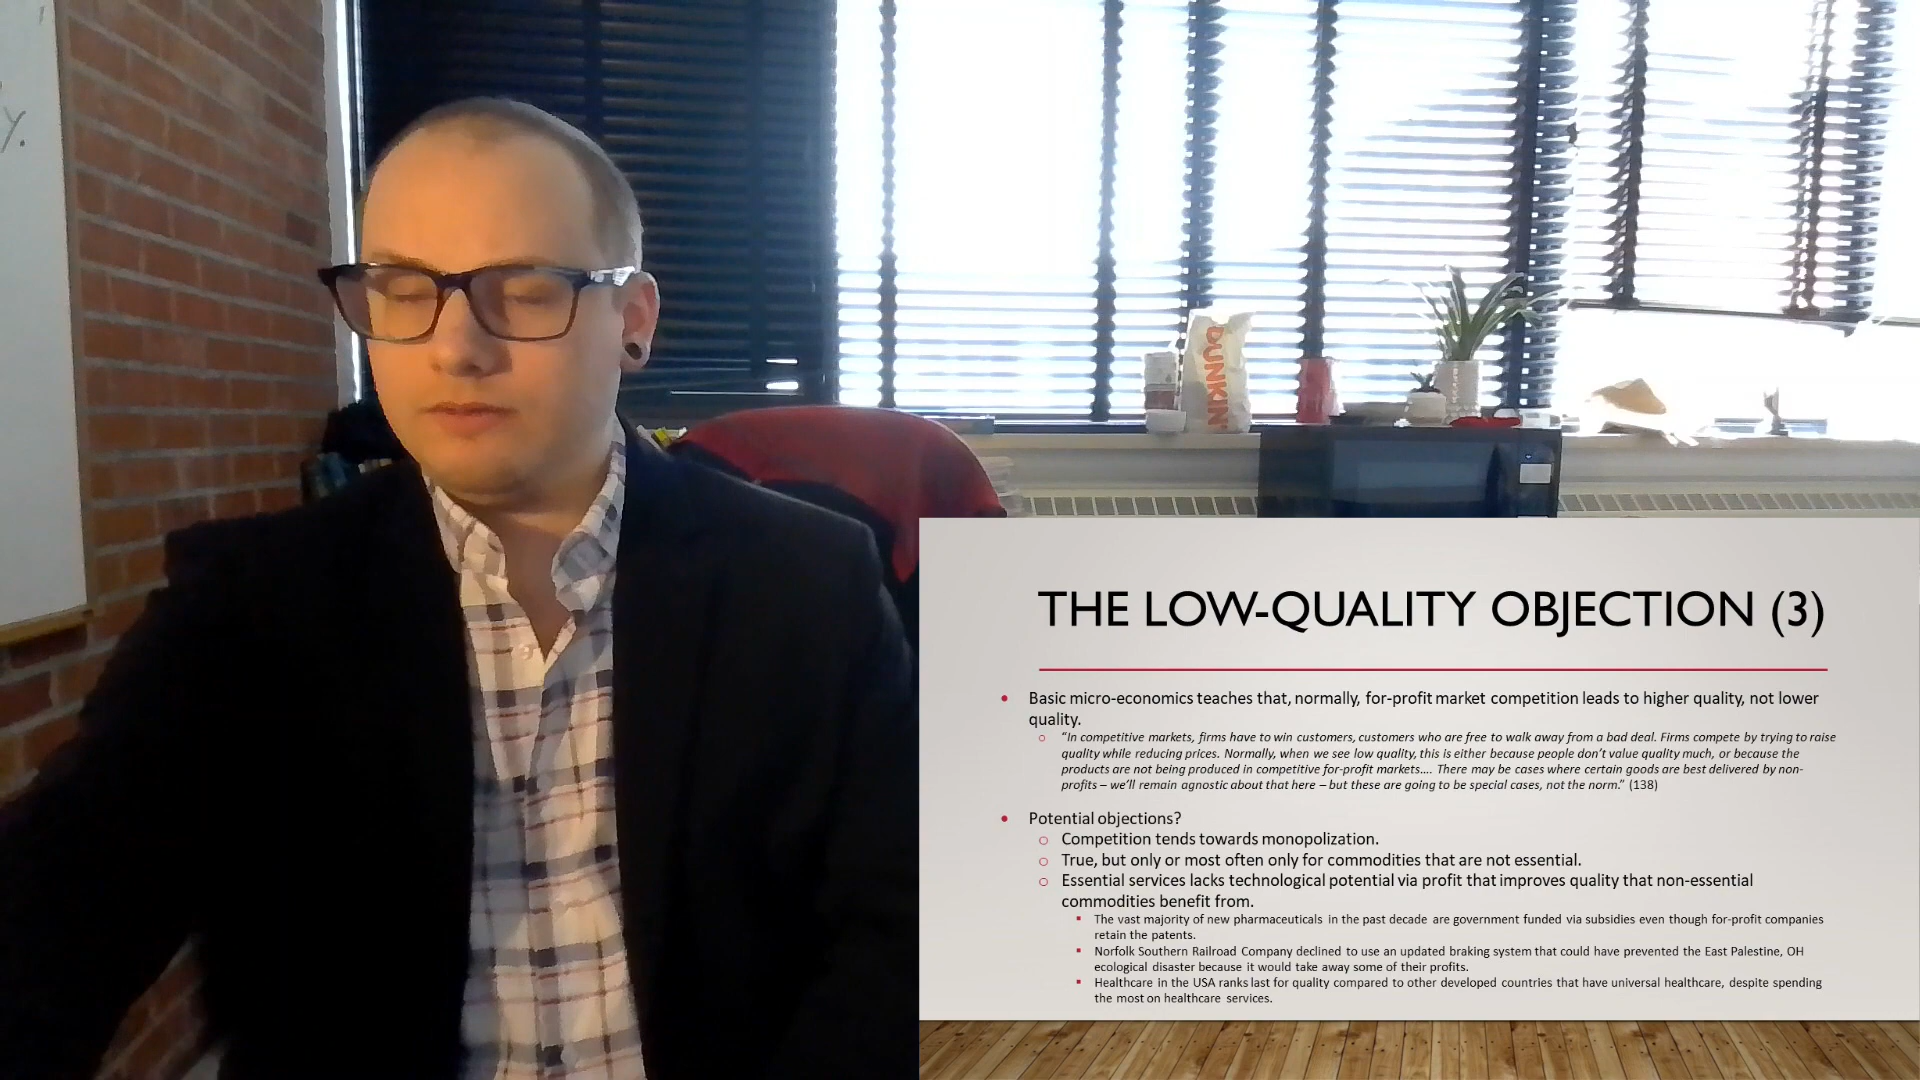 y.
DUNKIN'
THE LOW-QUALITY OBJECTION (3)
Basic micro-economics teaches that, normally, for-profit market competition leads to higher quality, not lower
quality.
"In competitive markets, firms have to win customers, customers who are free to walk away from a bad deal. Firms compete by trying to raise
quality while reducing prices. Normally, when we see low quality, this is either because people don't value quality much, or because the
products are not being produced in competitive for-profit markets…. There may be cases where certain goods are best delivered by non-
profits – we'll remain agnostic about that here – but these are going to be special cases, not the norm." (138)
Potential objections?
Competition tends towards monopolization.
True, but only or most often only for commodities that are not essential.
Essential services lacks technological potential via profit that improves quality that non-essential
commodities benefit from.
The vast majority of new pharmaceuticals in the past decade are government funded via subsidies even though for-profit companies
retain the patents.
Norfolk Southern Railroad Company declined to use an updated braking system that could have prevented the East Palestine, OH
ecological disaster because it would take away some of their profits.
Healthcare in the USA ranks last for quality compared to other developed countries that have universal healthcare, despite spending
the most on healthcare services.